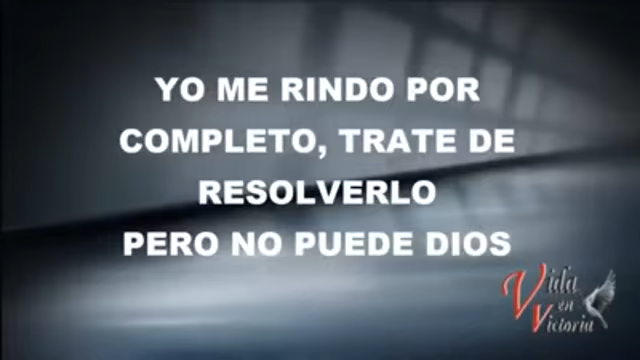 YO ME RINDO POR
COMPLETO, TRATE DE
RESOLVERLO
PERO NO PUEDE DIOS
Vida
en
Victoria